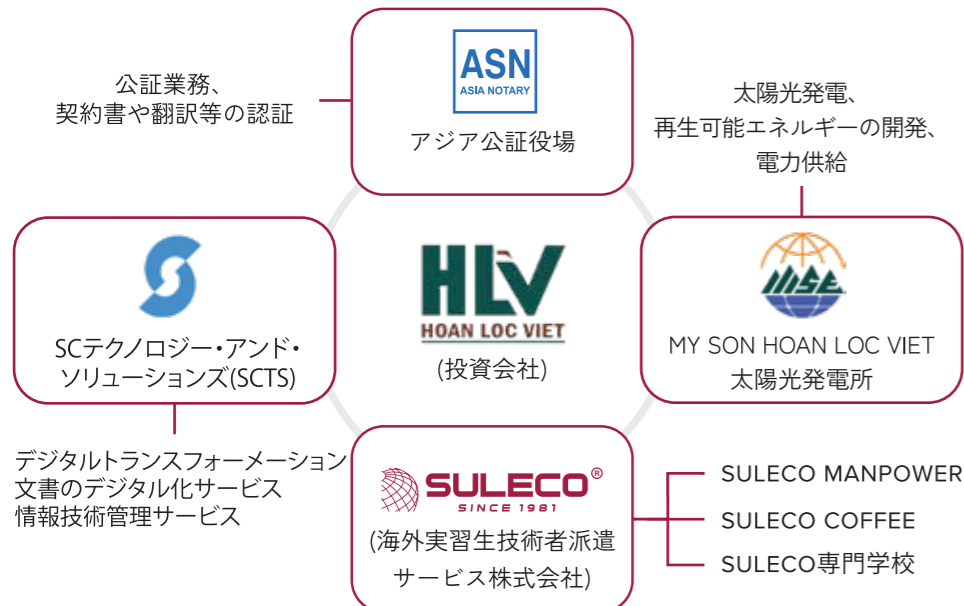 ASN
ASIA NOTARY
アジア公証役場
公証業務、
契約書や翻訳等の認証
太陽光発電、
再生可能エネルギーの開発、
電力供給
SCテクノロジー・アンド・
ソリューションズ(SCTS)
HLV
HOAN LOC VIET
(投資会社)
MSE
MY SON HOAN LOC VIET
太陽光発電所
デジタルトランスフォーメーション
文書のデジタル化サービス
情報技術管理サービス
SULECO®
SINCE 1981
(海外実習生技術者派遣
サービス株式会社)
SULECO MANPOWER
SULECO COFFEE
SULECO専門学校